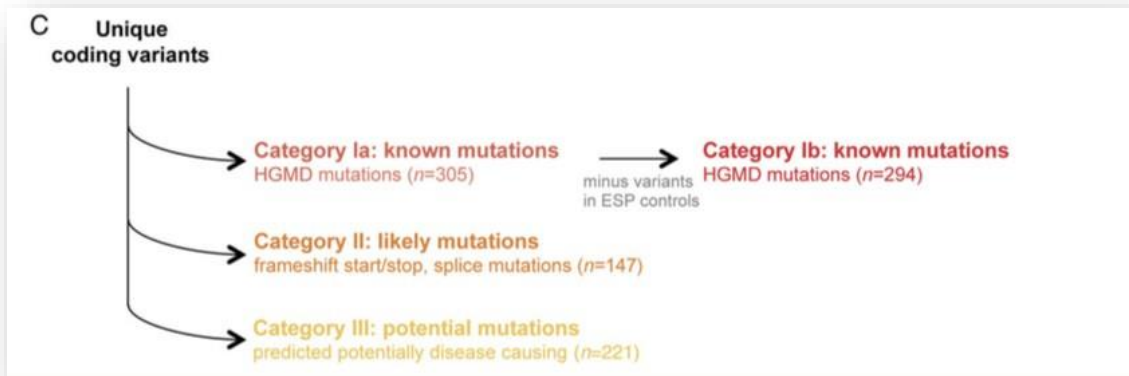 C
Unique
coding variants
Category Ia: known mutations
HGMD mutations (n=305)
minus variants
in ESP controls
Category Ib: known mutations
HGMD mutations (n=294)
Category II: likely mutations
frameshift start/stop, splice mutations (n=147)
Category III: potential mutations
predicted potentially disease causing (n=221)